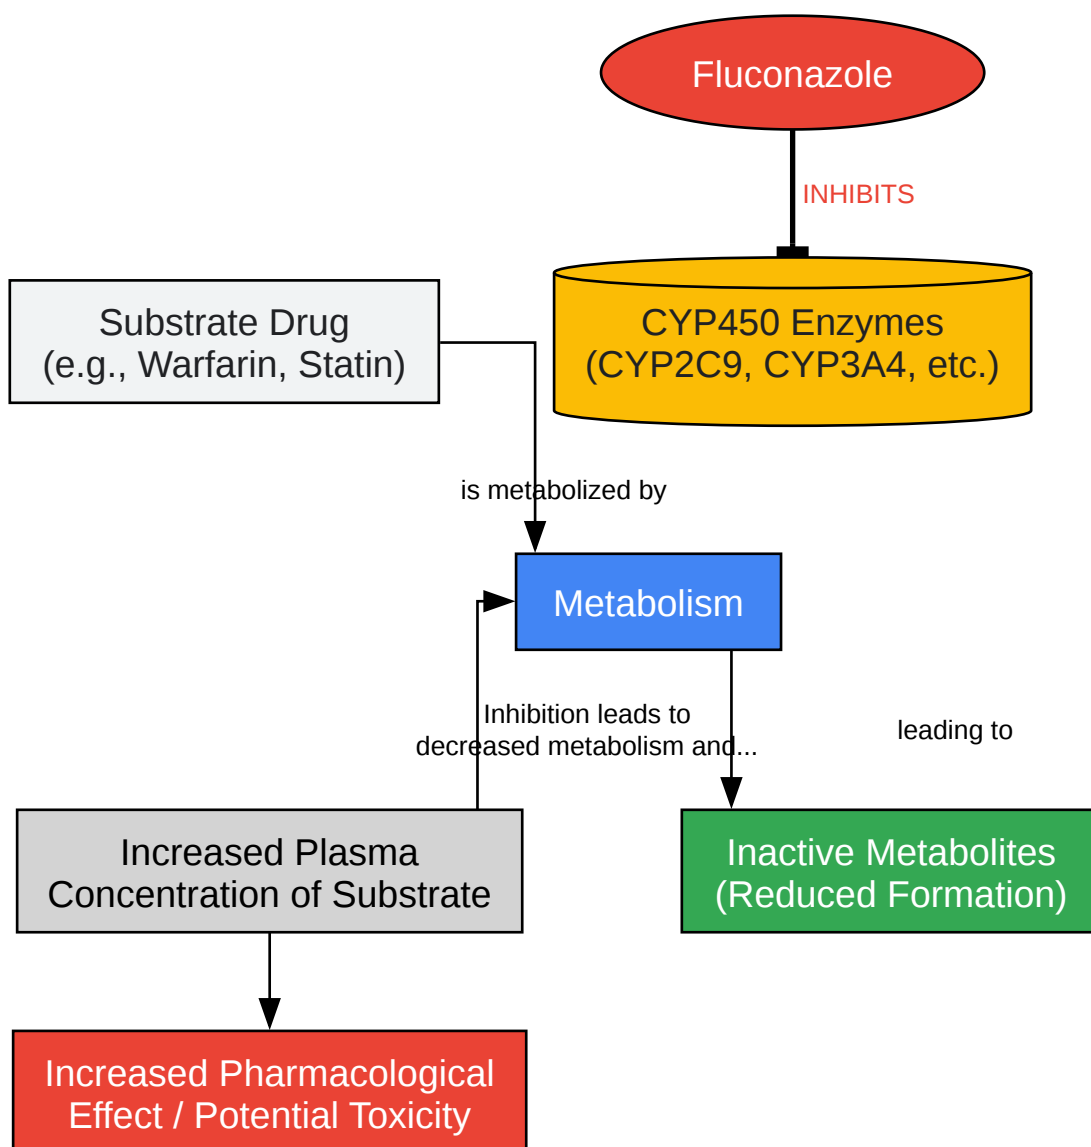 Fluconazole
INHIBITS
Substrate Drug
(e.g., Warfarin, Statin)
CYP450 Enzymes
(CYP2C9, CYP3A4, etc.)
is metabolized by
Metabolism
Inhibition leads to
decreased metabolism and...
leading to
Increased Plasma
Concentration of Substrate
Inactive Metabolites
(Reduced Formation)
Increased Pharmacological
Effect / Potential Toxicity